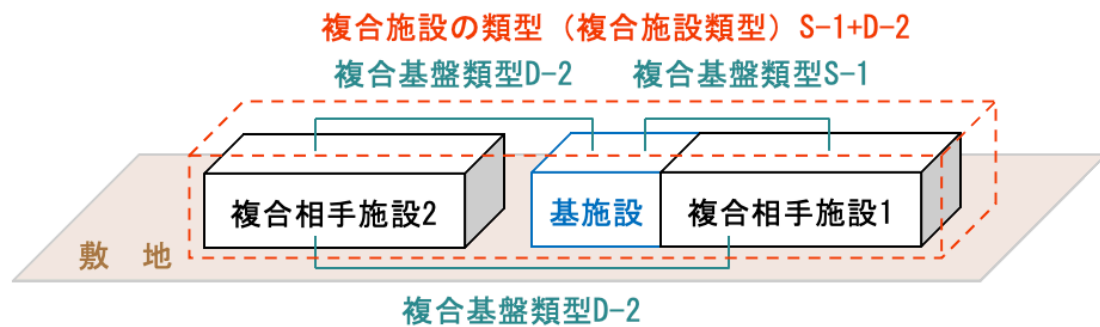 複合施設の類型（複合施設類型）S-1+D-2
複合基盤類型D-2
複合基盤類型S-1
複合相手施設2
基施設
複合相手施設1
敷 地
複合基盤類型D-2